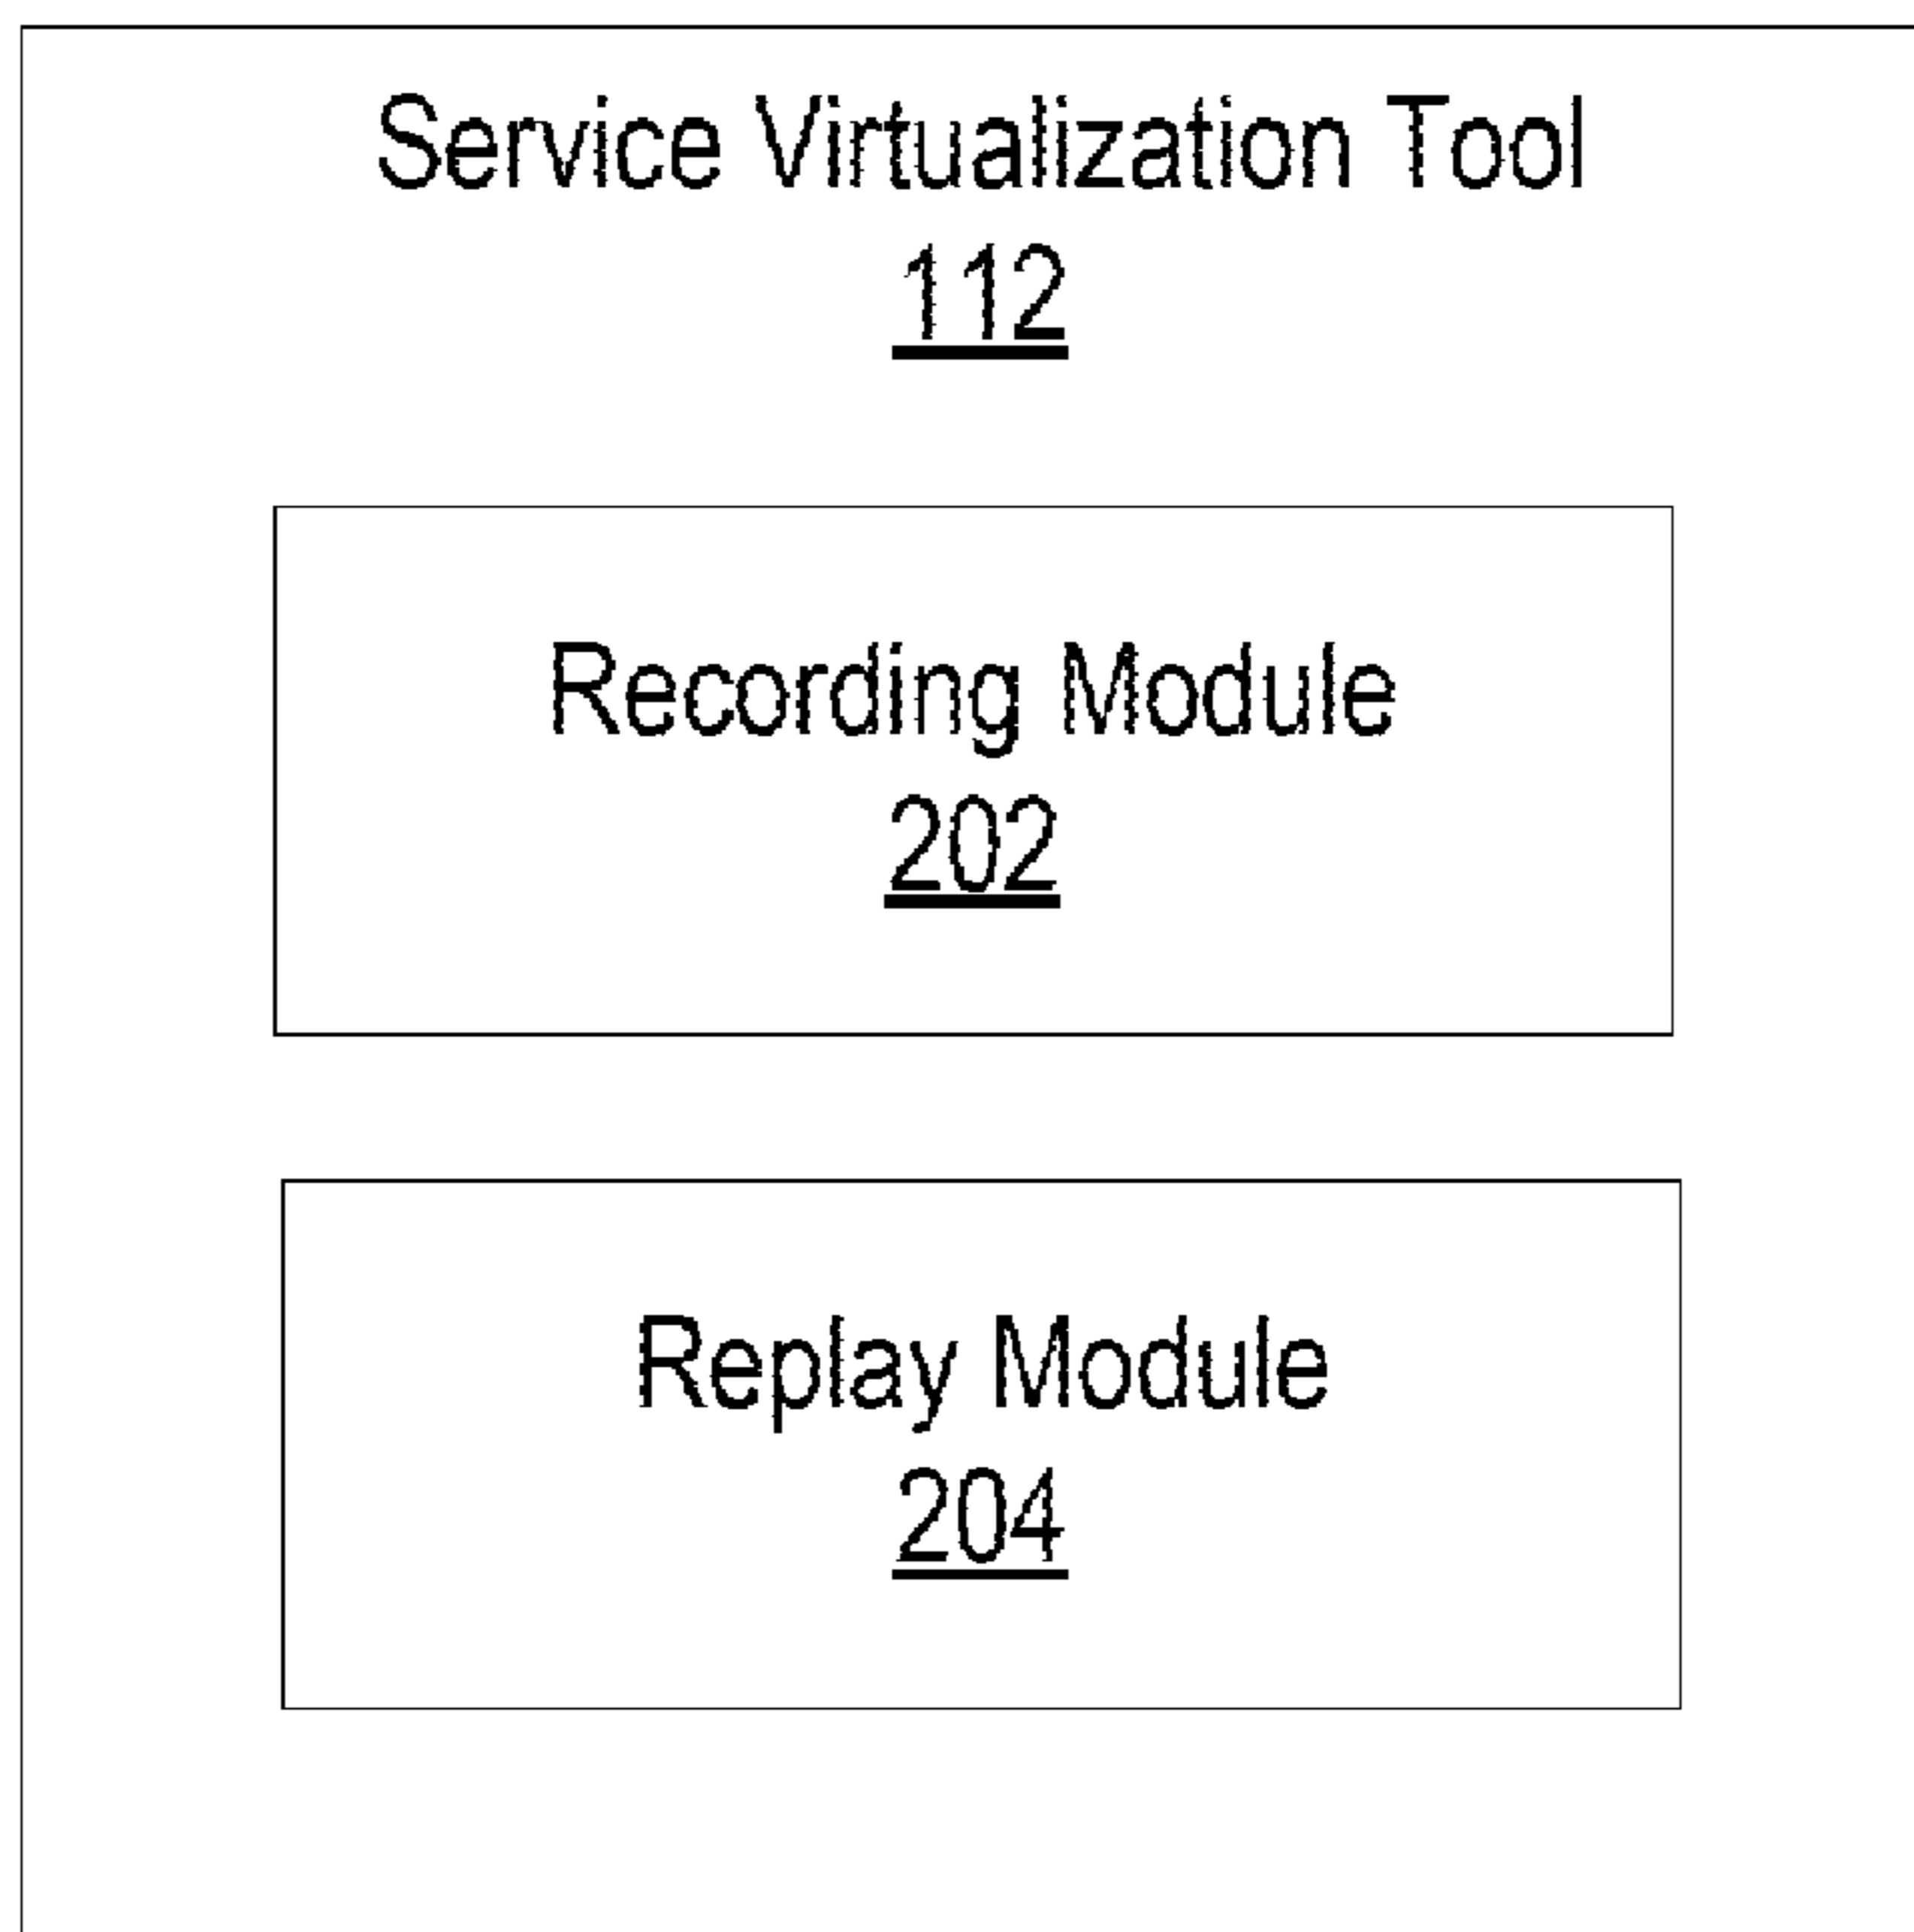 Service Virtualization Tool
112
Recording Module
202
Replay Module
204